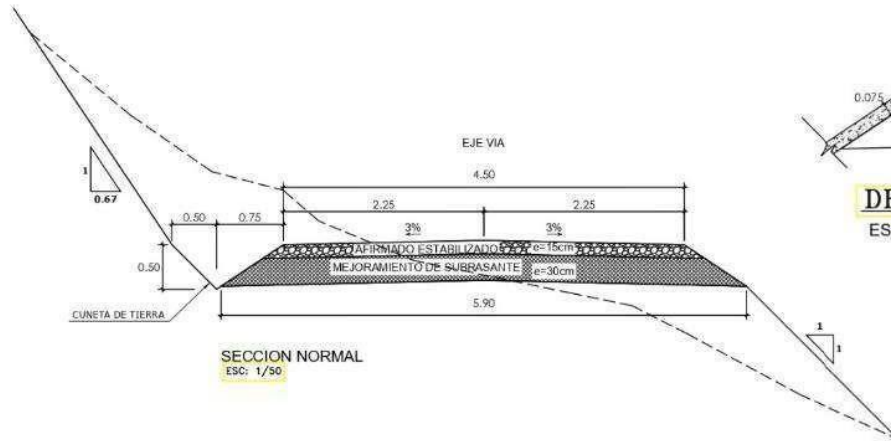 0.075
EJE VIA
4.50
1
0.67
0.50
0.75
2.25
2.25
DE
ES
3%
3%
AFIRMADO ESTABILIZADO
e=15cm
0.50
MEJORAMIENTO DE SUBRASANTE
e=30cm
5.90
CUNETA DE TIERRA
1
1
SECCION NORMAL
ESC: 1/50